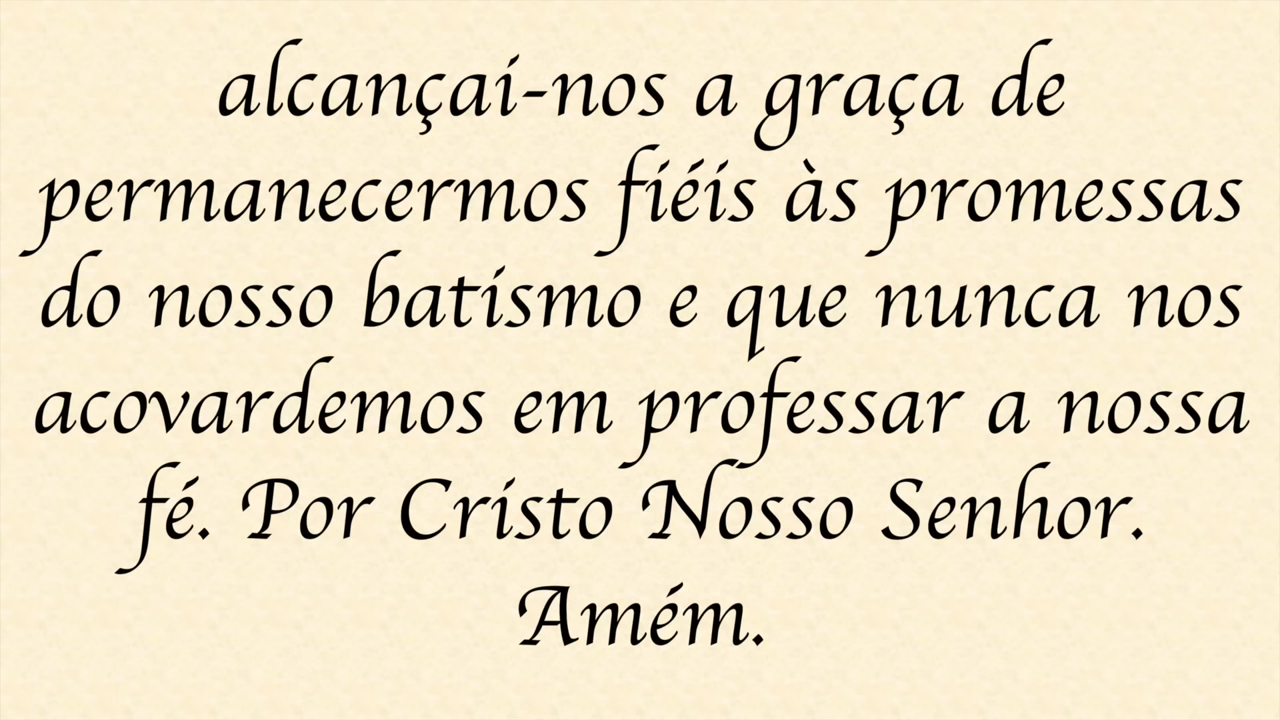 alcançai-nos a graça de
permanecermos fiéis às promessas
do nosso batismo e que nunca nos
acovardemos em professar a nossa
fé. Por Cristo Nosso Senhor.
Amém.